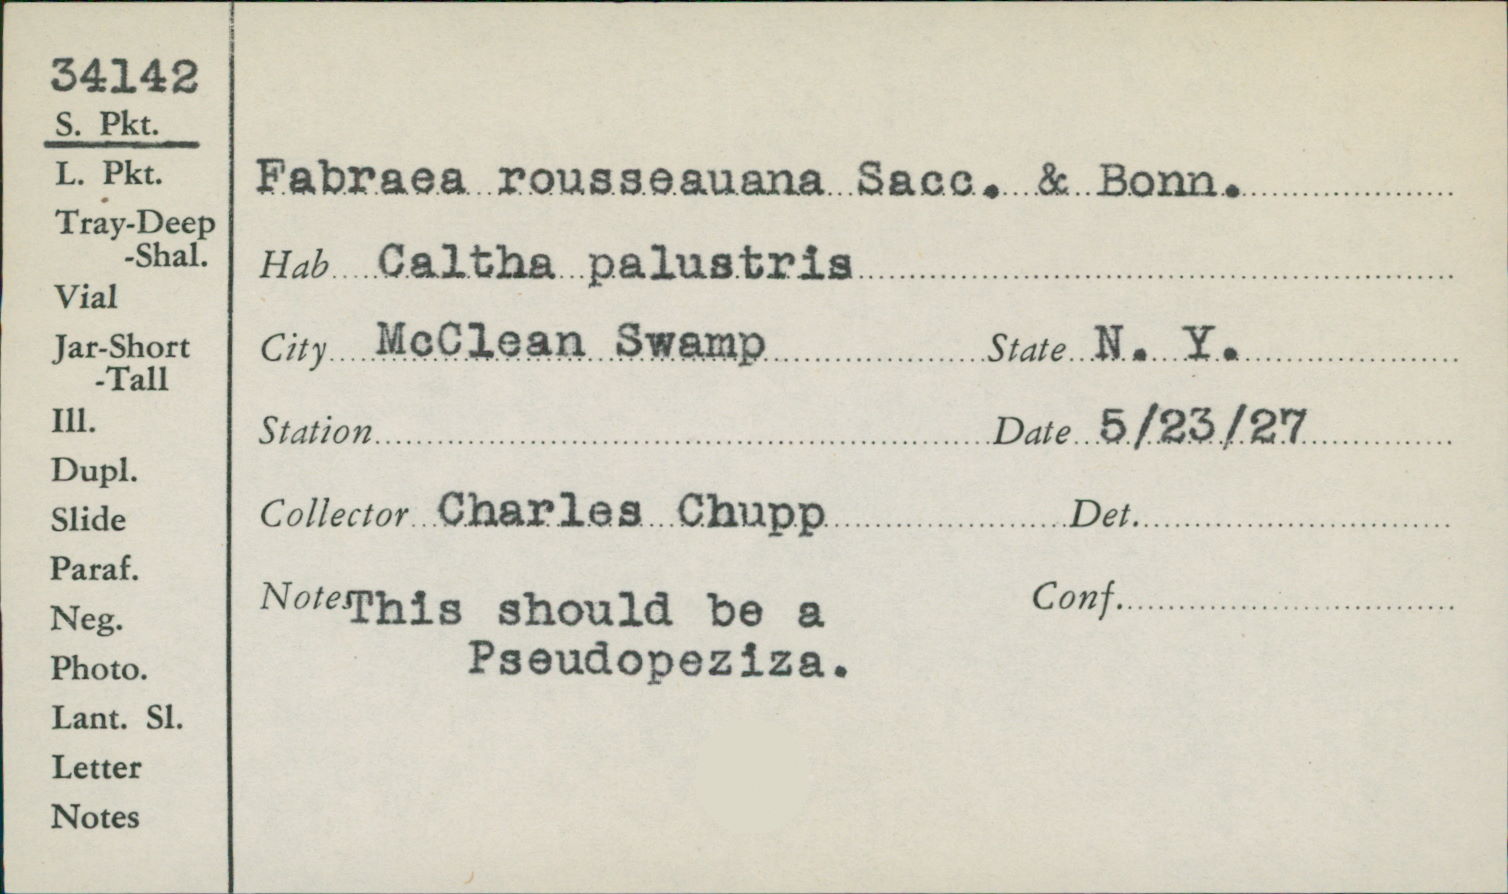 34142
S. Pkt.
L. Pkt.
Tray-Deep
-Shal.
Vial
Jar-Short
-Tall
Ill.
Dupl.
Slide
Paraf.
Neg.
Photo.
Lant. Sl.
Letter
Notes
Fabraea rousseauana Sacc. & Bonn.
Hab Caltha palustris
City McClean Swamp State N. Y.
Station Date 5/23/27
Collector Charles Chupp Det.
Notes This should be a Conf.
Pseudopeziza.